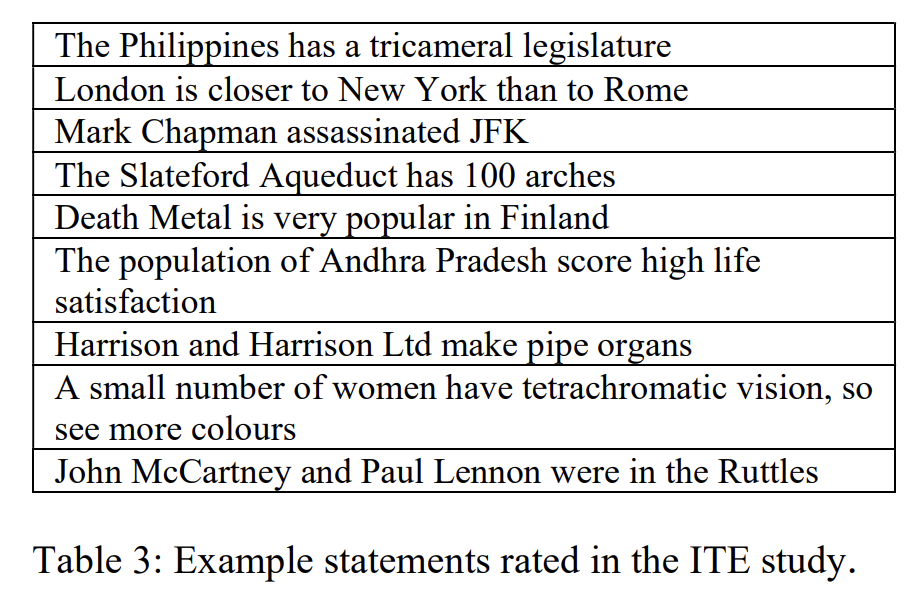 The Philippines has a tricameral legislature
London is closer to New York than to Rome
Mark Chapman assassinated JFK
The Slateford Aqueduct has 100 arches
Death Metal is very popular in Finland
The population of Andhra Pradesh score high life
satisfaction
Harrison and Harrison Ltd make pipe organs
A small number of women have tetrachromatic vision, so
see more colours
John McCartney and Paul Lennon were in the Ruttles
Table 3: Example statements rated in the ITE study.